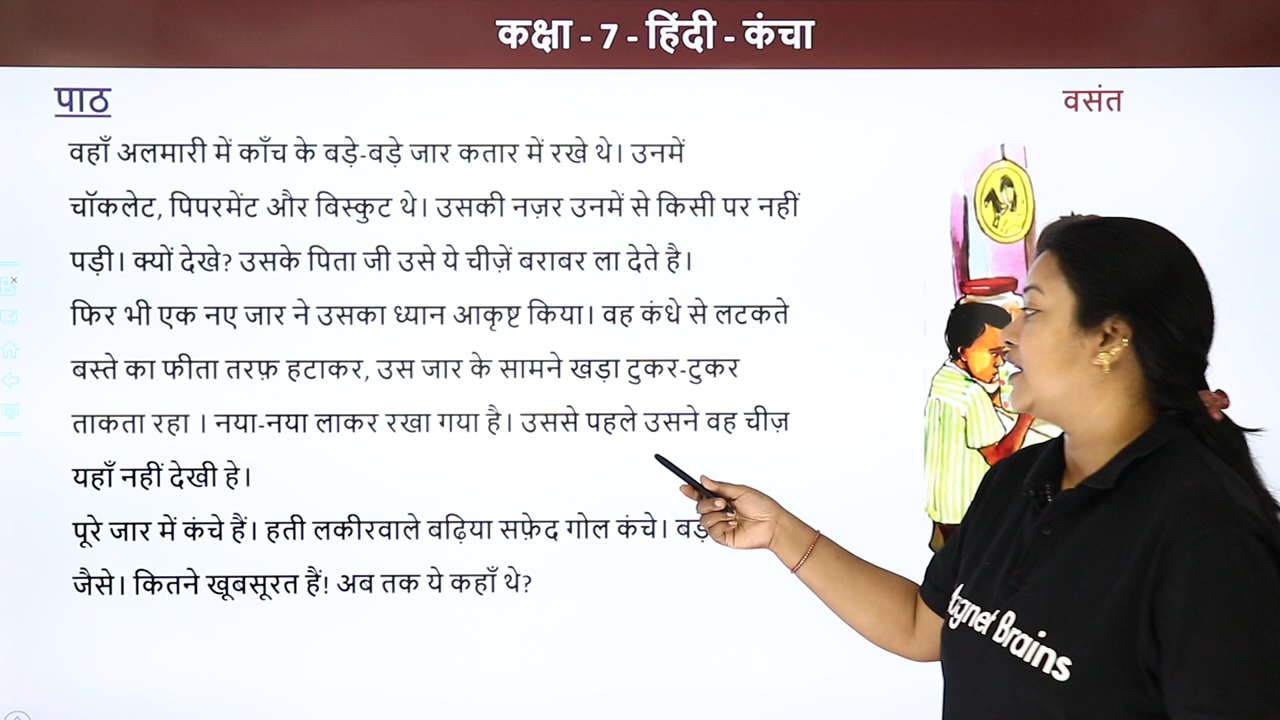 कक्षा - 7 - हिंदी - कंचा
पाठ
वसंत
वहाँ अलमारी में काँच के बड़े-बड़े जार कतार में रखे थे। उनमें
चॉकलेट, पिपरमेंट और बिस्कुट थे। उसकी नज़र उनमें से किसी पर नहीं
पड़ी। क्यों देखे? उसके पिता जी उसे ये चीज़ें बराबर ला देते है।
फिर भी एक नए जार ने उसका ध्यान आकृष्ट किया। वह कंधे से लटकते
बस्ते का फीता तरफ़ हटाकर, उस जार के सामने खड़ा टुकर-टुकर
ताकता रहा । नया-नया लाकर रखा गया है। उससे पहले उसने वह चीज़
यहाँ नहीं देखी हे।
पूरे जार में कंचे हैं। हती लकीरवाले बढ़िया सफ़ेद गोल कंचे।
जैसे। कितने खूबसूरत हैं! अब तक ये कहाँ थे?
Brains